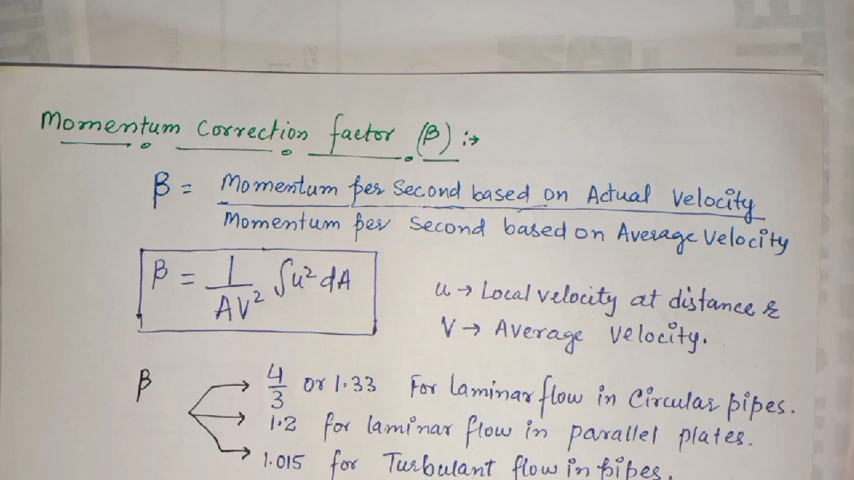 Momentum Correction factor (β) :→
β = Momentum per Second based on Actual Velocity
Momentum per Second based on Average Velocity
β = 1/AV² ∫u² dA
u → Local velocity at distance r
V → Average Velocity.
β
4/3 or 1.33 For laminar flow in Circular pipes.
1.2 for laminar flow in parallel plates.
1.015 for Turbulant flow in pipes.